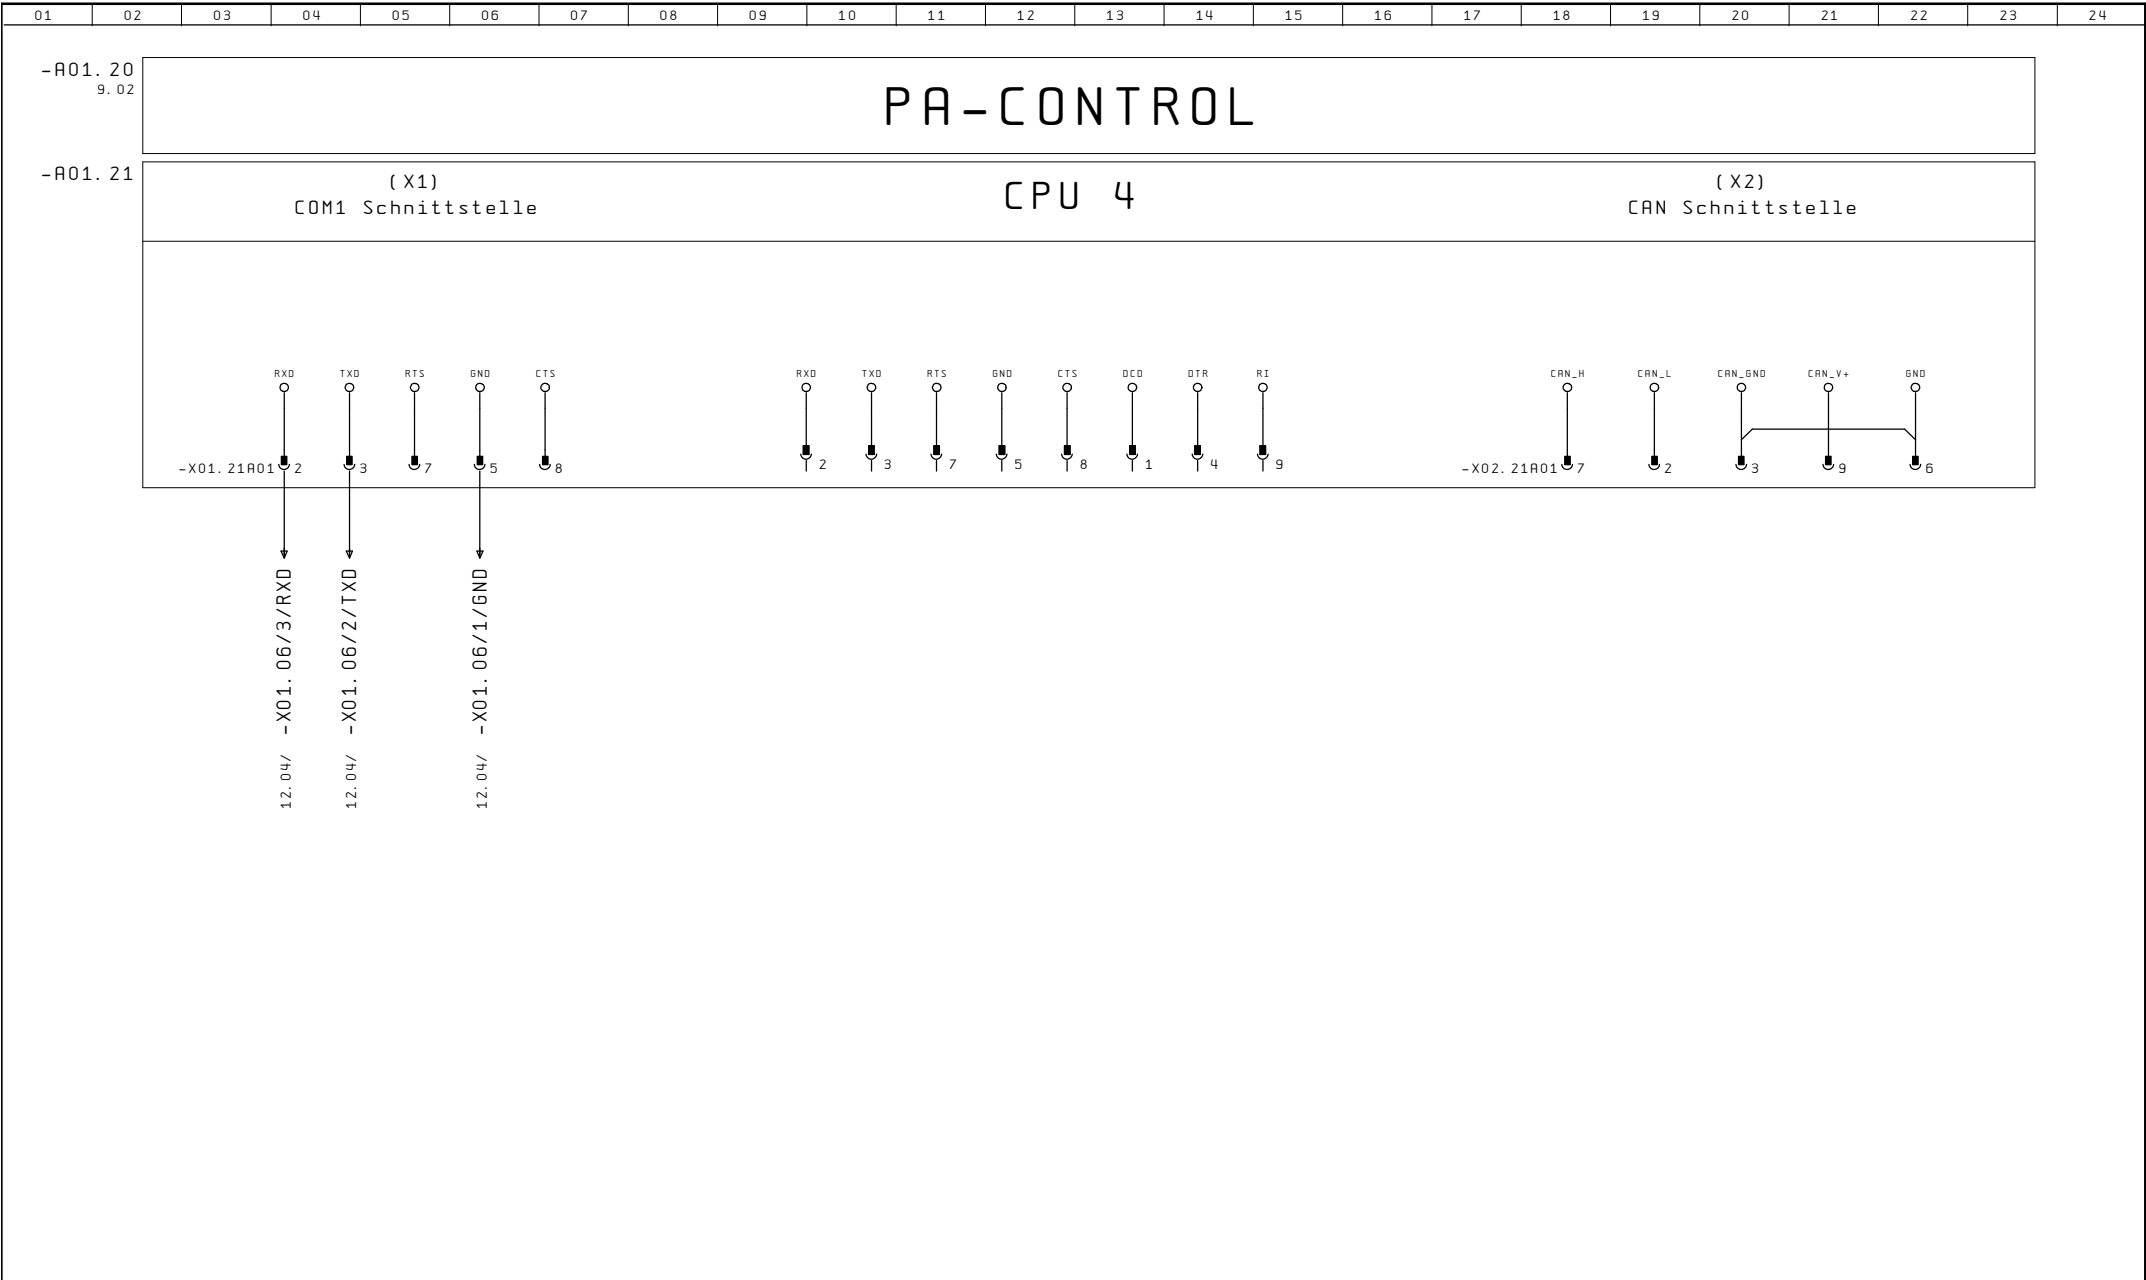 01 02 03 04 05 06 07 08 09 10 11 12 13 14 15 16 17 18 19 20 21 22 23 24
-A01.20
9.02
PA-CONTROL
-A01.21
(X1)
COM1 Schnittstelle
CPU 4
(X2)
CAN Schnittstelle
RXD TXD RTS GND CTS
RXD TXD RTS GND CTS DCD DTR RI
CAN_H CAN_L CAN_GND CAN_V+ GND
-X01.21A01 2 3 7 5 8
2 3 7 5 8 1 4 9
-X02.21A01 7 2 3 9 6
12.04/ -X01.06/3/RXD
12.04/ -X01.06/2/TXD
12.04/ -X01.06/1/GND